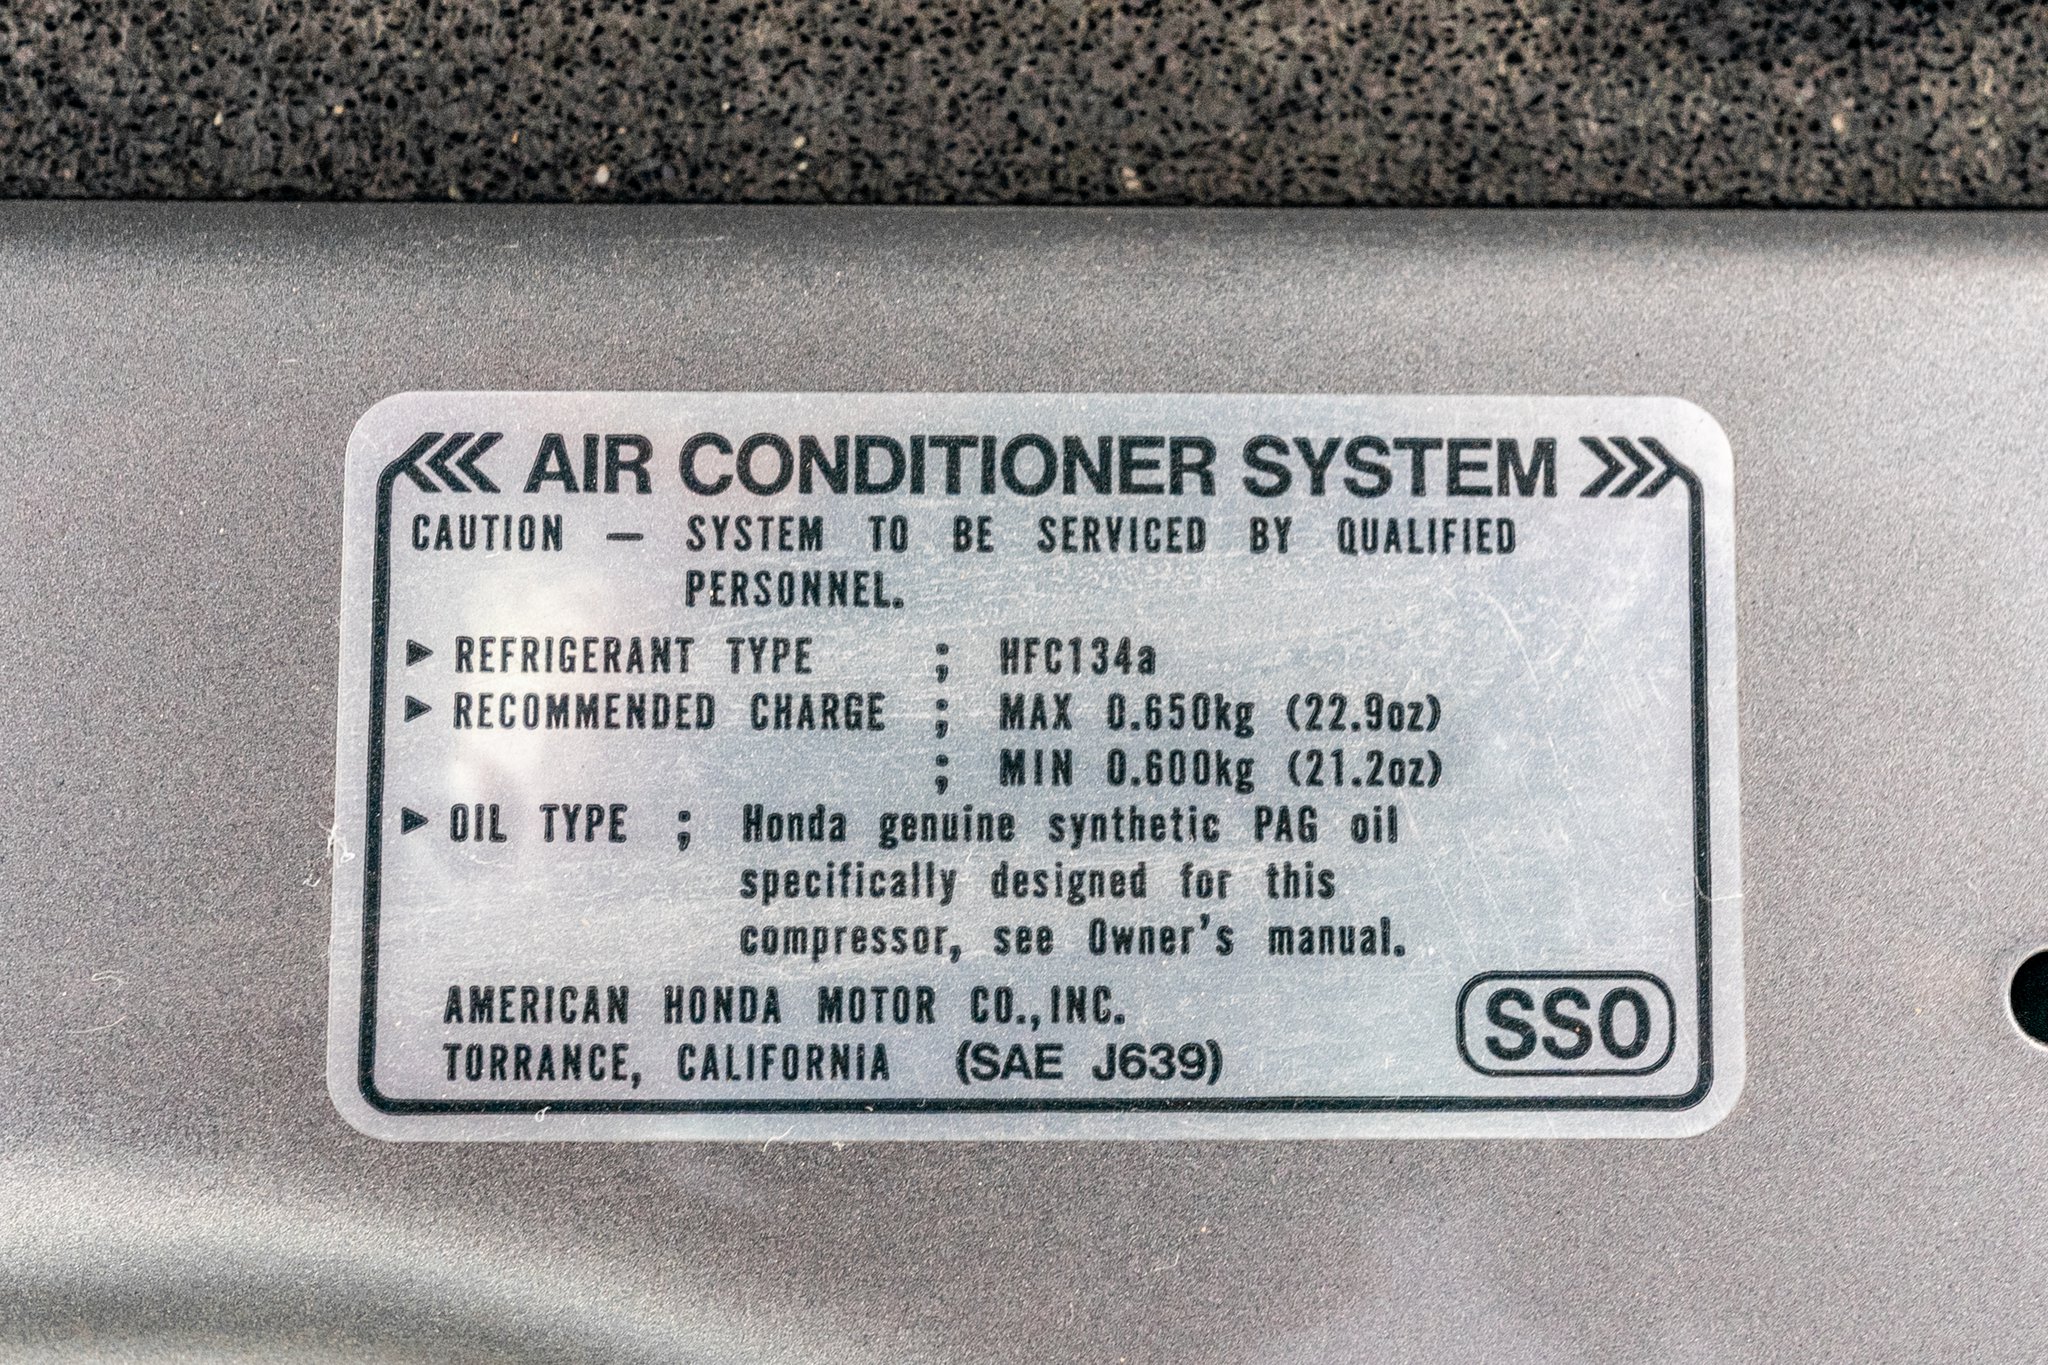 AIR CONDITIONER SYSTEM
CAUTION — SYSTEM TO BE SERVICED BY QUALIFIED
PERSONNEL.
▶ REFRIGERANT TYPE ; HFC134a
▶ RECOMMENDED CHARGE ; MAX 0.650kg (22.9oz)
; MIN 0.600kg (21.2oz)
▶ OIL TYPE ; Honda genuine synthetic PAG oil
specifically designed for this
compressor, see Owner's manual.
AMERICAN HONDA MOTOR CO.,INC.
TORRANCE, CALIFORNIA (SAE J639)
SS0